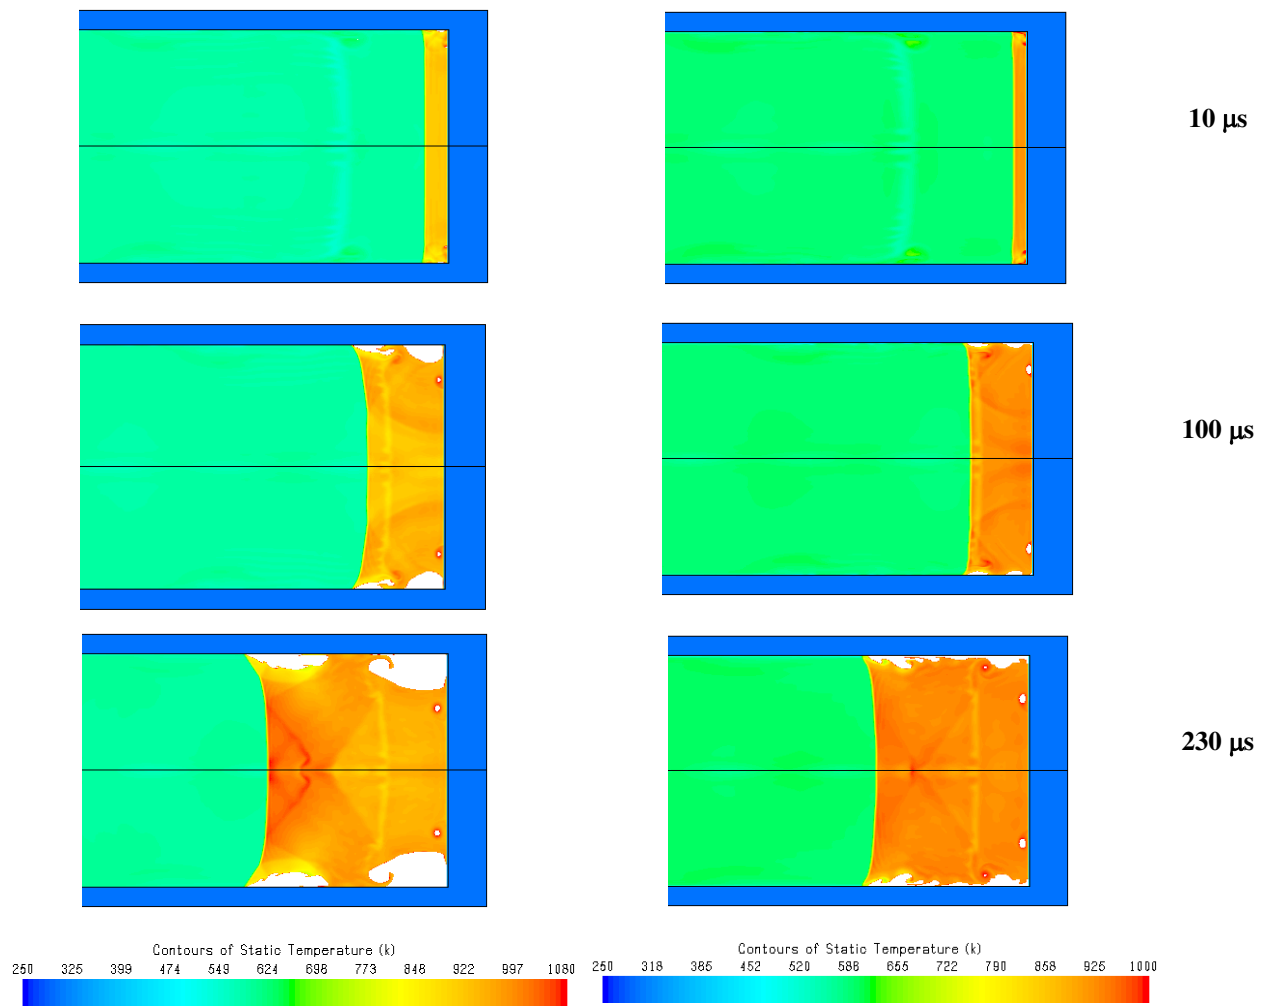 10 μs
100 μs
230 μs
Contours of Static Temperature (k)
250 325 399 474 549 624 698 773 848 922 997 1080
Contours of Static Temperature (k)
250 318 385 452 520 588 655 722 790 858 925 1000